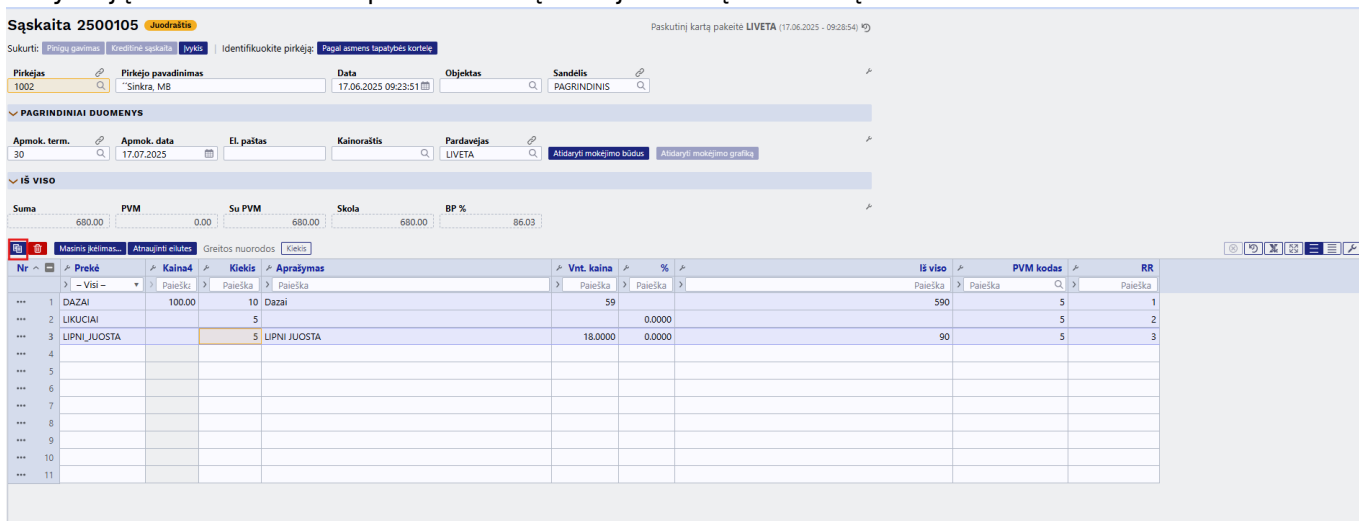 Sąskaita 2500105 Juodraštis
Paskutinį kartą pakeitė LIVETA (17.06.2025 - 09:28:54)
Sukurti: Pinigų gavimas Kreditinė sąskaita Įvykis Identifikuokite pirkėją: Pagal asmens tapatybės kortelę
Pirkėjas Pirkėjo pavadinimas Data Objektas Sandėlis
1002 ¨Sinkra, MB 17.06.2025 09:23:51 PAGRINDINIS
PAGRINDINIAI DUOMENYS
Apmok. term. Apmok. data El. paštas Kainoraštis Pardavėjas
30 17.07.2025 LIVETA Atidaryti mokėjimo būdus Atidaryti mokėjimo grafiką
IŠ VISO
Suma PVM Su PVM Skola BP %
680.00 0.00 680.00 680.00 86.03
Masinis įkėlimas... Atnaujinti eilutes Greitos nuorodos Kiekis
Nr Prekė Kaina4 Kiekis Aprašymas Vnt. kaina % Iš viso PVM kodas RR
– Visi – Paieška Paieška Paieška Paieška Paieška Paieška Paieška Paieška
1 DAZAI 100.00 10 Dazai 59 590 5 1
2 LIKUCIAI 5 0.0000 5 2
3 LIPNI_JUOSTA 5 LIPNI JUOSTA 18.0000 0.0000 90 5 3
4
5
6
7
8
9
10
11